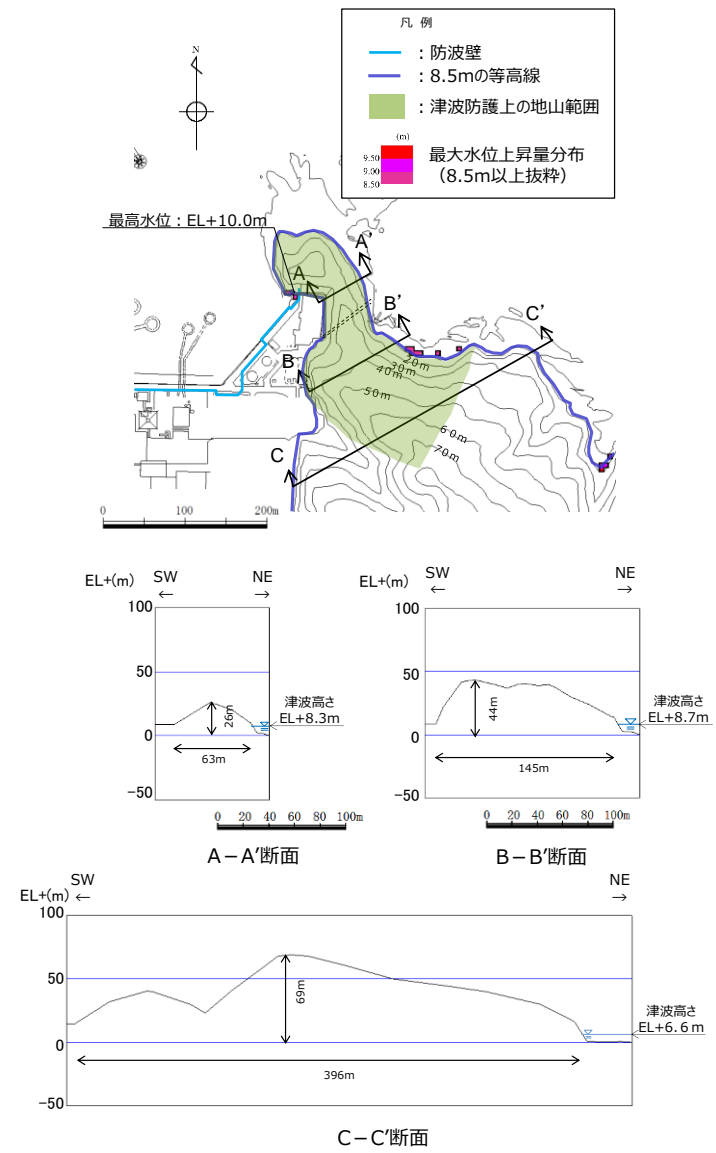 凡 例
：防波壁
：8.5mの等高線
：津波防護上の地山範囲
(m)
9.50
9.00
8.50
最大水位上昇量分布
（8.5m以上抜粋）
N
最高水位：EL+10.0m
A
A'
B
B'
C
C'
20m
30m
40m
50m
60m
70m
0 100 200m
EL+(m)
SW
←
NE
→
100
50
0
-50
26m
63m
津波高さ
EL+8.3m
0 20 40 60 80 100m
A－A'断面
EL+(m)
SW
←
NE
→
100
50
0
-50
44m
145m
津波高さ
EL+8.7m
0 20 40 60 80 100m
B－B'断面
SW
←
NE
→
EL+(m)
100
50
0
-50
69m
396m
津波高さ
EL+6.6m
C－C'断面